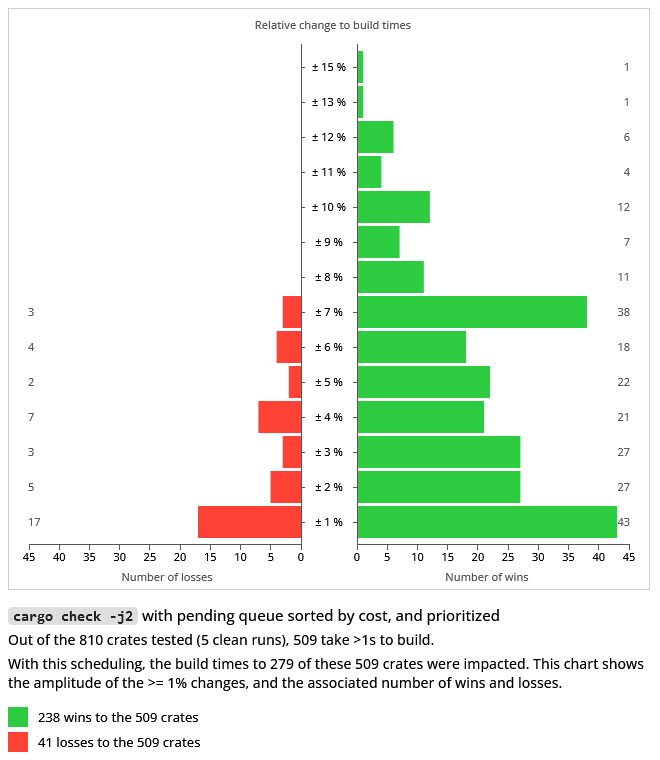 Relative change to build times
± 15 % 1
± 13 % 1
± 12 % 6
± 11 % 4
± 10 % 12
± 9 % 7
± 8 % 11
3 ± 7 % 38
4 ± 6 % 18
2 ± 5 % 22
7 ± 4 % 21
3 ± 3 % 27
5 ± 2 % 27
17 ± 1 % 43
45 40 35 30 25 20 15 10 5 0 0 5 10 15 20 25 30 35 40 45
Number of losses Number of wins
cargo check -j2 with pending queue sorted by cost, and prioritized
Out of the 810 crates tested (5 clean runs), 509 take >1s to build.
With this scheduling, the build times to 279 of these 509 crates were impacted. This chart shows
the amplitude of the >= 1% changes, and the associated number of wins and losses.
238 wins to the 509 crates
41 losses to the 509 crates